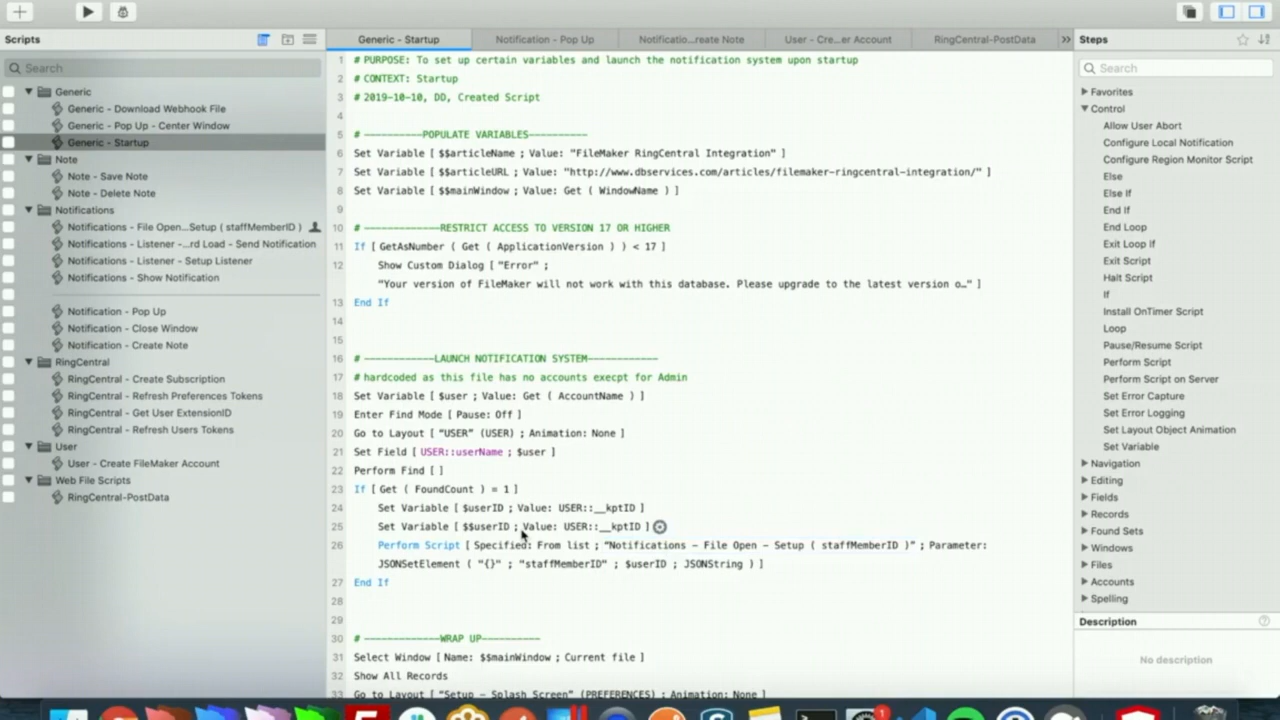 Scripts
Generic - Startup
Notification - Pop Up
Notificatio...reate Note
User - Cre...er Account
RingCentral-PostData
Steps
Search
Generic
Generic - Download Webhook File
Generic - Pop Up - Center Window
Generic - Startup
Note
Note - Save Note
Note - Delete Note
Notifications
Notifications - File Open...Setup ( staffMemberID )
Notifications - Listener -...rd Load - Send Notification
Notifications - Listener - Setup Listener
Notifications - Show Notification
Notification - Pop Up
Notification - Close Window
Notification - Create Note
RingCentral
RingCentral - Create Subscription
RingCentral - Refresh Preferences Tokens
RingCentral - Get User ExtensionID
RingCentral - Refresh Users Tokens
User
User - Create FileMaker Account
Web File Scripts
RingCentral-PostData
1 # PURPOSE: To set up certain variables and launch the notification system upon startup
2 # CONTEXT: Startup
3 # 2019-10-10, DD, Created Script
4
5 # -----------POPULATE VARIABLES-----------
6 Set Variable [ $$articleName ; Value: "FileMaker RingCentral Integration" ]
7 Set Variable [ $$articleURL ; Value: "http://www.dbservices.com/articles/filemaker-ringcentral-integration/" ]
8 Set Variable [ $$mainWindow ; Value: Get ( WindowName ) ]
9
10 # -------------RESTRICT ACCESS TO VERSION 17 OR HIGHER
11 If [ GetAsNumber ( Get ( ApplicationVersion ) ) < 17 ]
12 Show Custom Dialog [ "Error" ;
"Your version of FileMaker will not work with this database. Please upgrade to the latest version o…" ]
13 End If
14
15
16 # -------------LAUNCH NOTIFICATION SYSTEM-------------
17 # hardcoded as this file has no accounts execpt for Admin
18 Set Variable [ $user ; Value: Get ( AccountName ) ]
19 Enter Find Mode [ Pause: Off ]
20 Go to Layout [ "USER" (USER) ; Animation: None ]
21 Set Field [ USER::userName ; $user ]
22 Perform Find [ ]
23 If [ Get ( FoundCount ) = 1 ]
24 Set Variable [ $userID ; Value: USER::__kptID ]
25 Set Variable [ $$userID ; Value: USER::__kptID ]
26 Perform Script [ Specified: From list ; "Notifications - File Open - Setup ( staffMemberID )" ; Parameter:
JSONSetElement ( "{}" ; "staffMemberID" ; $userID ; JSONString ) ]
27 End If
28
29
30 # --------------WRAP UP-----------
31 Select Window [ Name: $$mainWindow ; Current file ]
32 Show All Records
33 Go to Layout [ "Setup - Splash Screen" (PREFERENCES) ; Animation: None ]
Search
Favorites
Control
Allow User Abort
Configure Local Notification
Configure Region Monitor Script
Else
Else If
End If
End Loop
Exit Loop If
Exit Script
Halt Script
If
Install OnTimer Script
Loop
Pause/Resume Script
Perform Script
Perform Script on Server
Set Error Capture
Set Error Logging
Set Layout Object Animation
Set Variable
Navigation
Editing
Fields
Records
Found Sets
Windows
Files
Accounts
Spelling
Description
No description